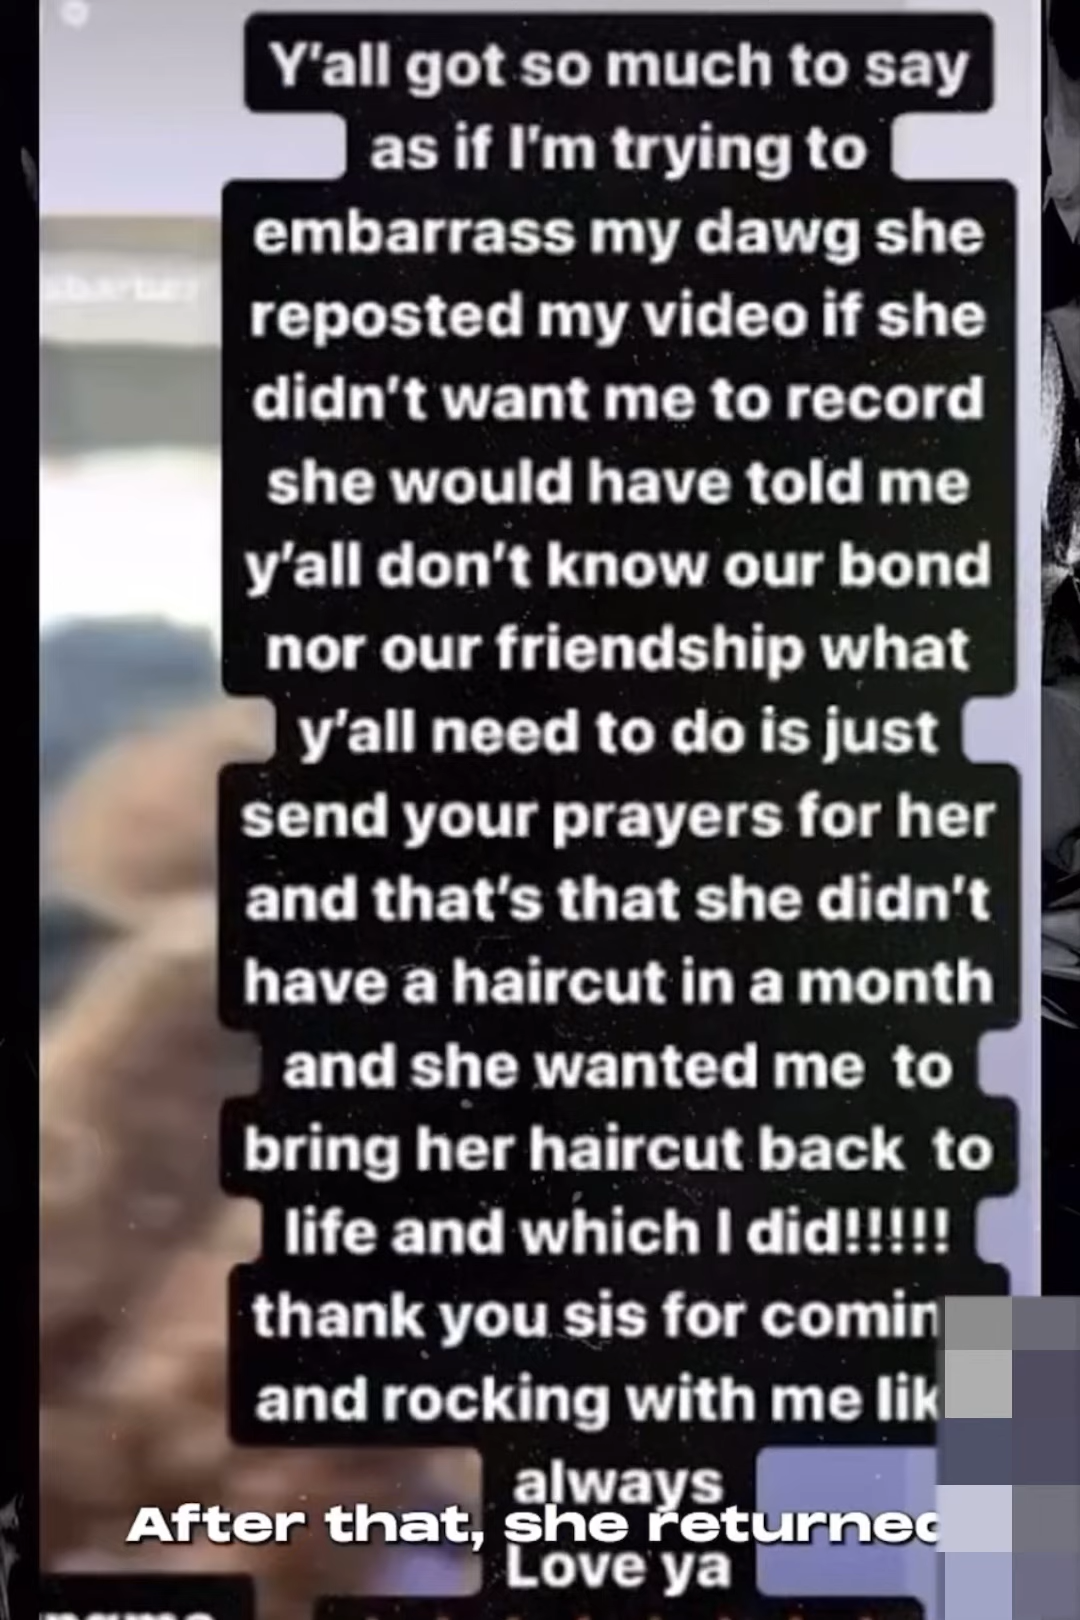 Y'all got so much to say
as if I'm trying to
embarrass my dawg she
reposted my video if she
didn't want me to record
she would have told me
y'all don't know our bond
nor our friendship what
y'all need to do is just
send your prayers for her
and that's that she didn't
have a haircut in a month
and she wanted me to
bring her haircut back to
life and which I did!!!!!
thank you sis for comin
and rocking with me lik
always
After that, she returned
Love ya